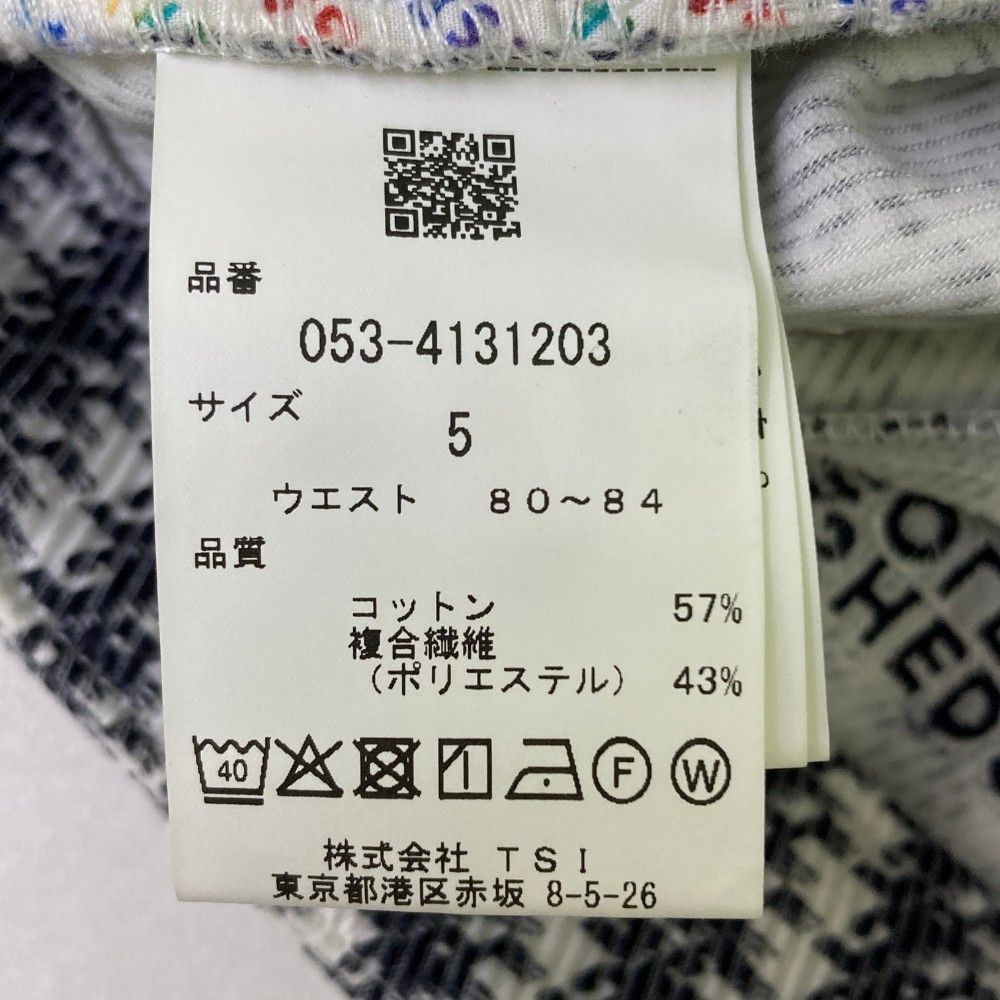 品番
053-4131203
サイズ
5
ウエスト 80～84
品質
コットン 57%
複合繊維
(ポリエステル) 43%
40
F W
株式会社 TSI
東京都港区赤坂 8-5-26